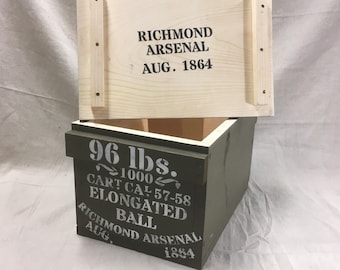 RICHMOND
ARSENAL
AUG. 1864
96 lbs.
1000
CART CAL 57-58
ELONGATED
BALL
RICHMOND ARSENAL
AUG. 1864